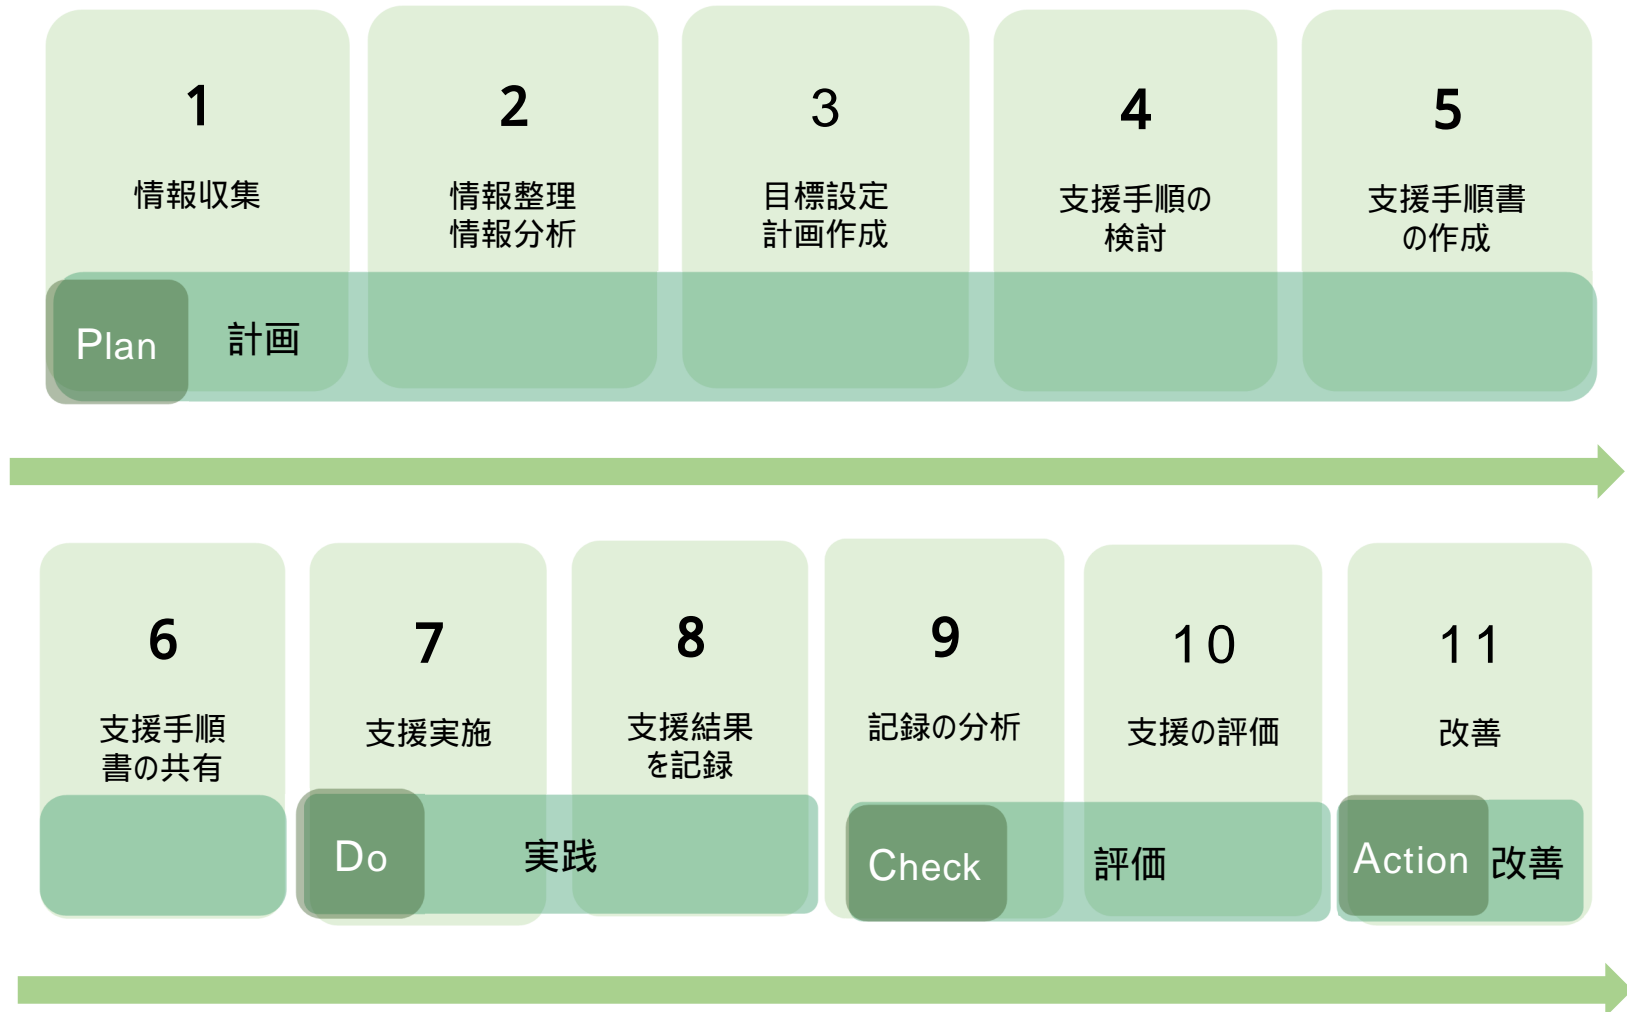 1
情報収集
2
情報整理
情報分析
3
目標設定
計画作成
4
支援手順の
検討
5
支援手順書
の作成
Plan
計画
6
支援手順
書の共有
7
支援実施
8
支援結果
を記録
9
記録の分析
10
支援の評価
11
改善
Do
実践
Check
評価
Action
改善